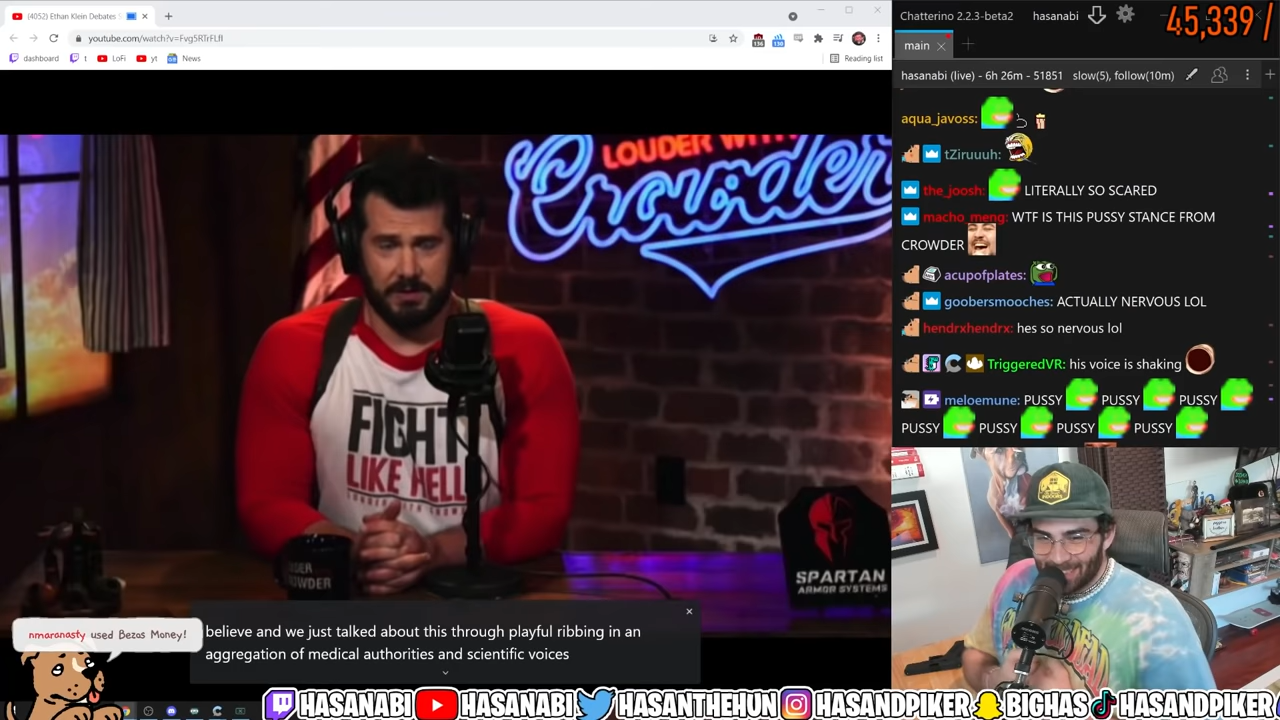 (4052) Ethan Klein Debates S
youtube.com/watch?v=Fvg5RTrFLfI
dashboard
t
LoFi
yt
News
Reading list
136
138
LOUDER WITH
Crowder
FIGHT
LIKE HELL
CROWDER
SPARTAN
ARMOR SYSTEMS
nmaranasty used Bezos Money!
believe and we just talked about this through playful ribbing in an
aggregation of medical authorities and scientific voices
Chatterino 2.2.3-beta2
hasanabi
45,339 /
main
hasanabi (live) - 6h 26m - 51851
slow(5), follow(10m)
aqua_javoss:
tZiruuuh:
the_joosh: LITERALLY SO SCARED
macho_meng: WTF IS THIS PUSSY STANCE FROM
CROWDER
acupofplates:
goobersmooches: ACTUALLY NERVOUS LOL
hendrxhendrx: hes so nervous lol
TriggeredVR: his voice is shaking
meloemune: PUSSY PUSSY PUSSY
PUSSY PUSSY PUSSY PUSSY
HASANABI HASANABI HASANTHEHUN HASANDPIKER BIGHAS HASANDPIKER